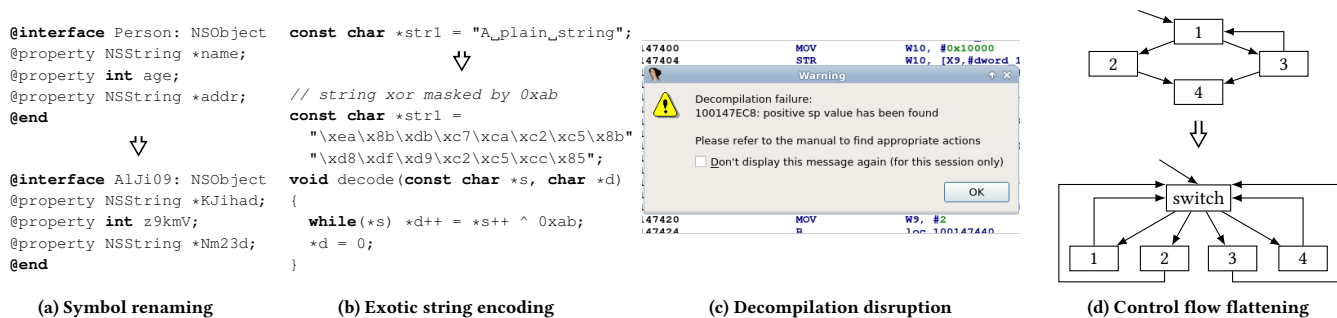 @interface Person: NSObject
@property NSString *name;
@property int age;
@property NSString *addr;
@end
@interface AlJi09: NSObject
@property NSString *KJihad;
@property int z9kmV;
@property NSString *Nm23d;
@end
(a) Symbol renaming
const char *str1 = "A␣plain␣string";
// string xor masked by 0xab
const char *str1 =
"\xea\x8b\xdb\xc7\xca\xc2\xc5\x8b"
"\xd8\xdf\xd9\xc2\xc5\xcc\x85";
void decode(const char *s, char *d)
{
while(*s) *d++ = *s++ ^ 0xab;
*d = 0;
}
(b) Exotic string encoding
147400 MOV W10, #0x10000
147404 STR W10, [X9,#dword_1
Warning
Decompilation failure:
100147EC8: positive sp value has been found
Please refer to the manual to find appropriate actions
Don't display this message again (for this session only)
OK
147420 MOV W9, #2
147424 B loc_100147440
(c) Decompilation disruption
1
2
3
4
switch
1
2
3
4
(d) Control flow flattening